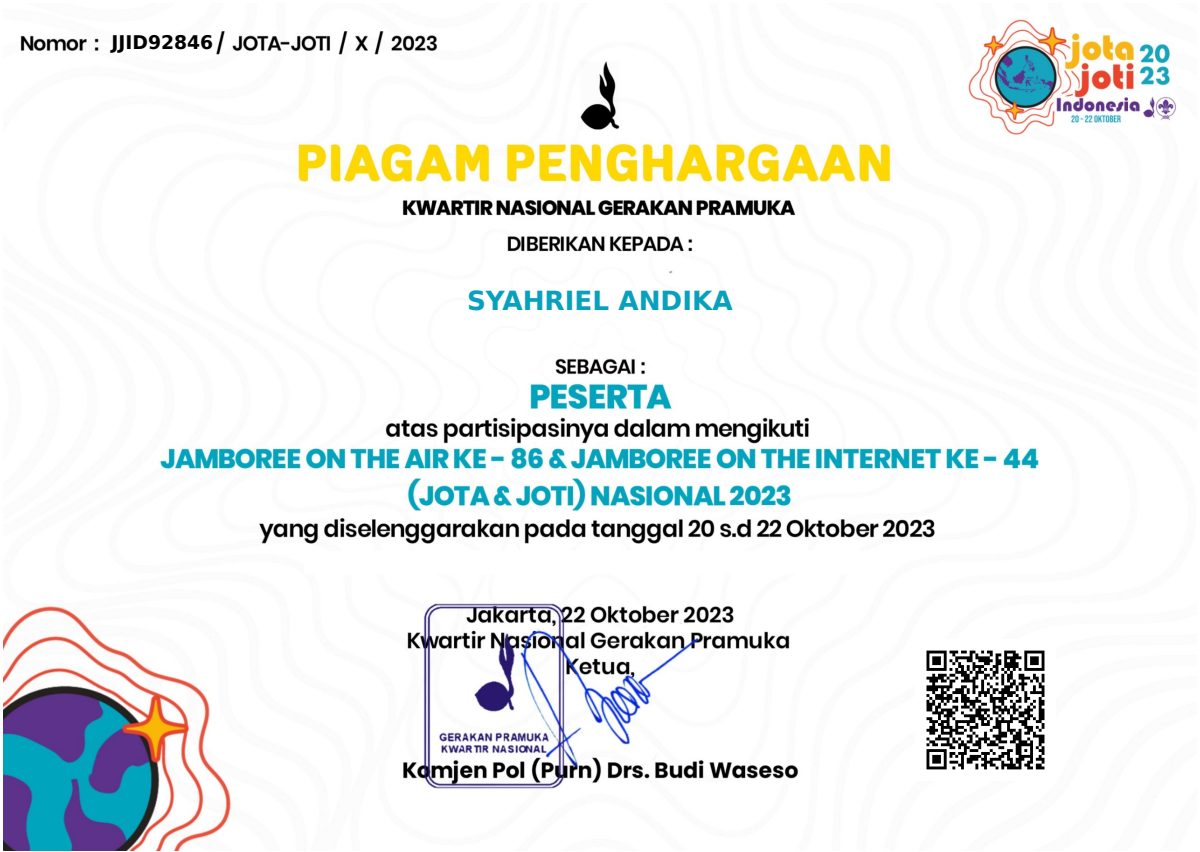 Nomor : JJID92846 / JOTA-JOTI / X / 2023
jota 20
joti 23
Indonesia
20 - 22 OKTOBER
PIAGAM PENGHARGAAN
KWARTIR NASIONAL GERAKAN PRAMUKA
DIBERIKAN KEPADA :
SYAHRIEL ANDIKA
SEBAGAI :
PESERTA
atas partisipasinya dalam mengikuti
JAMBOREE ON THE AIR KE - 86 & JAMBOREE ON THE INTERNET KE - 44
(JOTA & JOTI) NASIONAL 2023
yang diselenggarakan pada tanggal 20 s.d 22 Oktober 2023
Jakarta, 22 Oktober 2023
Kwartir Nasional Gerakan Pramuka
Ketua,
GERAKAN PRAMUKA
KWARTIR NASIONAL
Komjen Pol (Purn) Drs. Budi Waseso